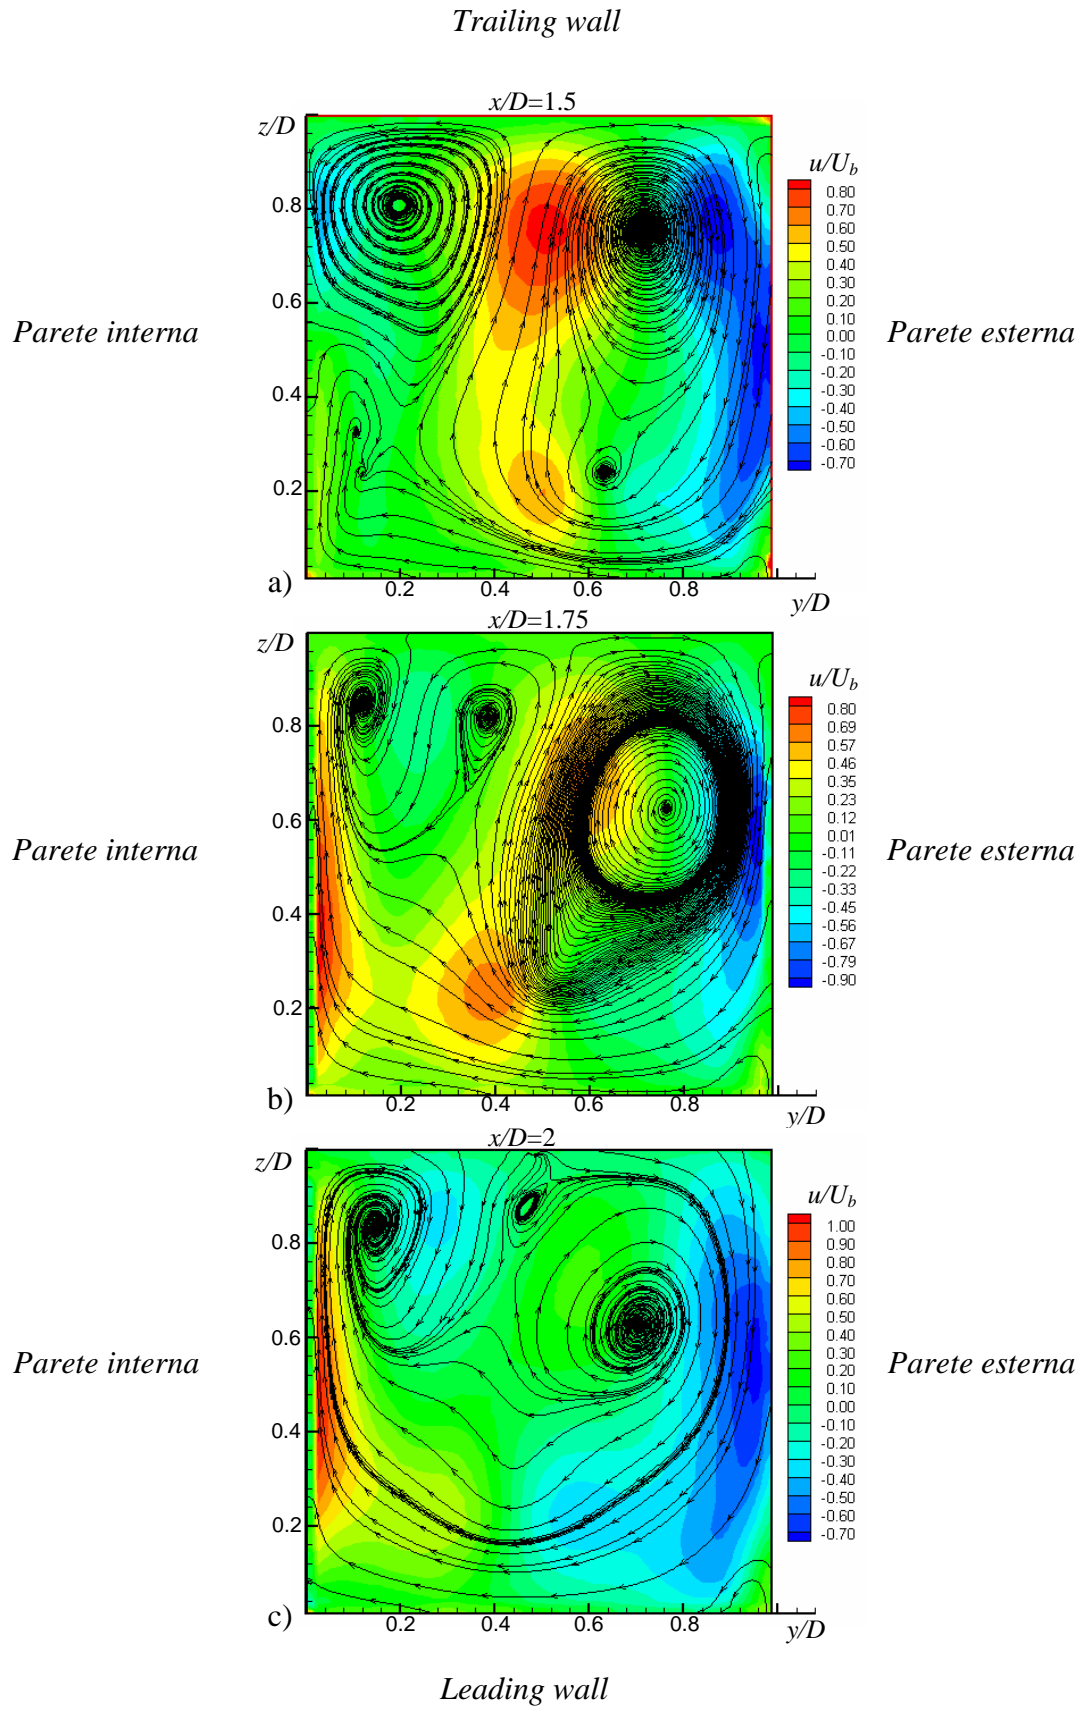 Trailing wall
x/D=1.5
z/D
u/U_b
0.80
0.70
0.60
0.50
0.40
0.30
0.20
0.10
0.00
-0.10
-0.20
-0.30
-0.40
-0.50
-0.60
-0.70
0.8
0.6
0.4
0.2
Parete interna
Parete esterna
a)
0.2 0.4 0.6 0.8
y/D
x/D=1.75
z/D
u/U_b
0.80
0.69
0.57
0.46
0.35
0.23
0.12
0.01
-0.11
-0.22
-0.33
-0.45
-0.56
-0.67
-0.79
-0.90
0.8
0.6
0.4
0.2
Parete interna
Parete esterna
b)
0.2 0.4 0.6 0.8
y/D
x/D=2
z/D
u/U_b
1.00
0.90
0.80
0.70
0.60
0.50
0.40
0.30
0.20
0.10
0.00
-0.10
-0.20
-0.30
-0.40
-0.50
-0.60
-0.70
0.8
0.6
0.4
0.2
Parete interna
Parete esterna
c)
0.2 0.4 0.6 0.8
y/D
Leading wall